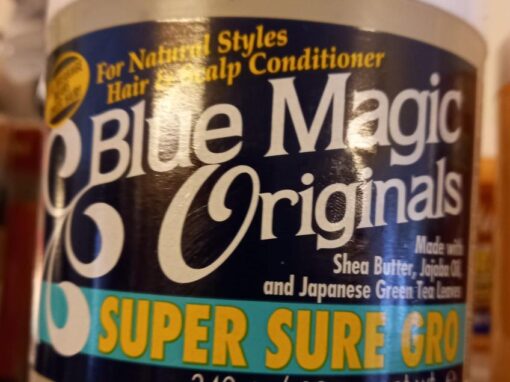 For Natural Styles
Hair & Scalp Conditioner
Blue Magic
Originals
Made with
Shea Butter, Jojoba Oil,
and Japanese Green Tea Leaves
SUPER SURE GRO